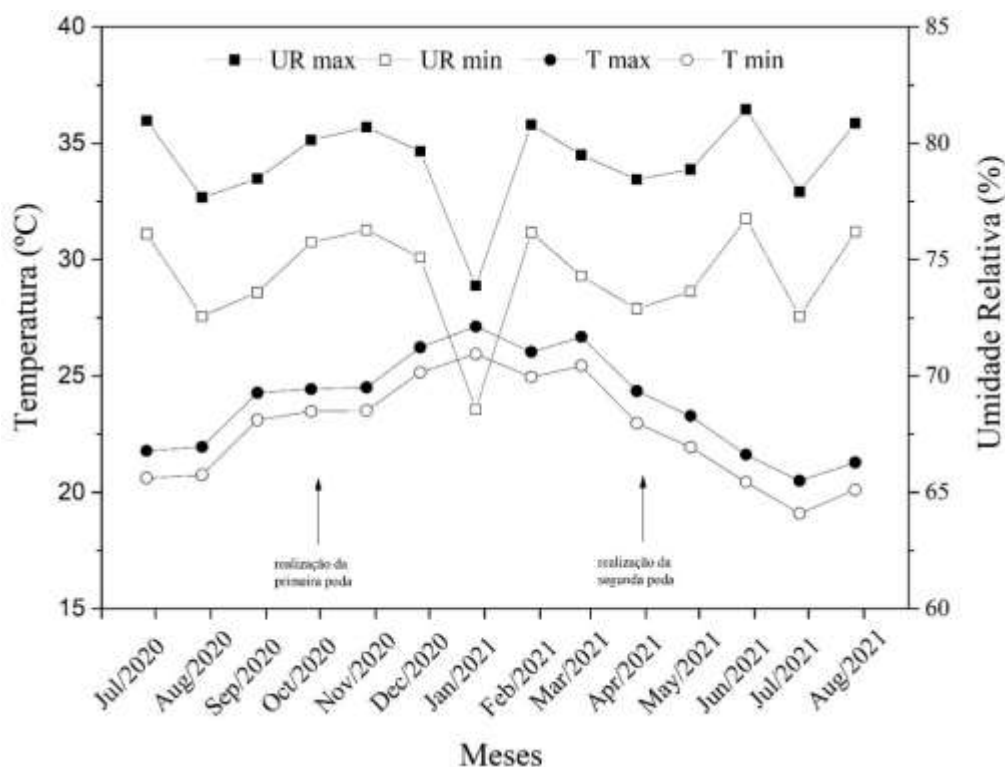 40
35
30
25
20
15
Temperatura (ºC)
UR max
UR min
T max
T min
85
80
75
70
65
60
Umidade Relativa (%)
realização da
primeira poda
realização da
segunda poda
Jul/2020
Aug/2020
Sep/2020
Oct/2020
Nov/2020
Dec/2020
Jan/2021
Feb/2021
Mar/2021
Apr/2021
May/2021
Jun/2021
Jul/2021
Aug/2021
Meses